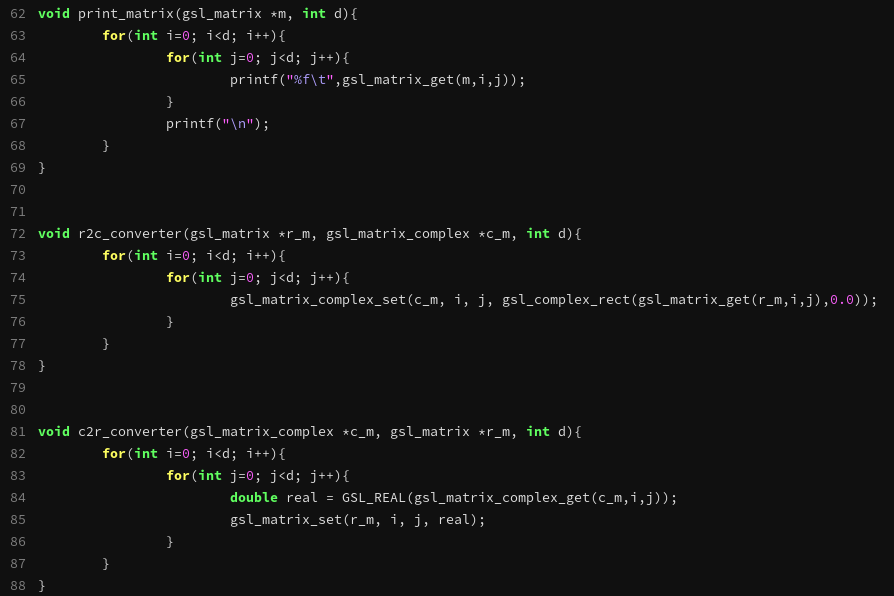 62 void print_matrix(gsl_matrix *m, int d){
63         for(int i=0; i<d; i++){
64                 for(int j=0; j<d; j++){
65                         printf("%f\t",gsl_matrix_get(m,i,j));
66                 }
67                 printf("\n");
68         }
69 }
70
71
72 void r2c_converter(gsl_matrix *r_m, gsl_matrix_complex *c_m, int d){
73         for(int i=0; i<d; i++){
74                 for(int j=0; j<d; j++){
75                         gsl_matrix_complex_set(c_m, i, j, gsl_complex_rect(gsl_matrix_get(r_m,i,j),0.0));
76                 }
77         }
78 }
79
80
81 void c2r_converter(gsl_matrix_complex *c_m, gsl_matrix *r_m, int d){
82         for(int i=0; i<d; i++){
83                 for(int j=0; j<d; j++){
84                         double real = GSL_REAL(gsl_matrix_complex_get(c_m,i,j));
85                         gsl_matrix_set(r_m, i, j, real);
86                 }
87         }
88 }